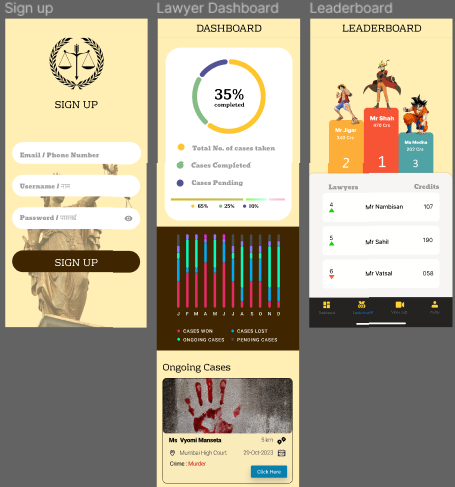 Sign up
SIGN UP
Email / Phone Number
Username / नाम
Password / पासवर्ड
SIGN UP
Lawyer Dashboard
DASHBOARD
35%
completed
Total No. of cases taken
Cases Completed
Cases Pending
65% 25% 10%
J F M A M J J A S O N D
CASES WON CASES LOST
ONGOING CASES PENDING CASES
Ongoing Cases
Ms Vyomi Manseta 5 km
Mumbai High Court 29-Oct-2023
Crime : Murder
Click Here
Leaderboard
LEADERBOARD
Mr Shah
Mr Jigar
Ms Medha
2 1 3
Lawyers Credits
4 Mr Nambisan 107
5 Mr Sahil 190
6 Mr Vatsal 058